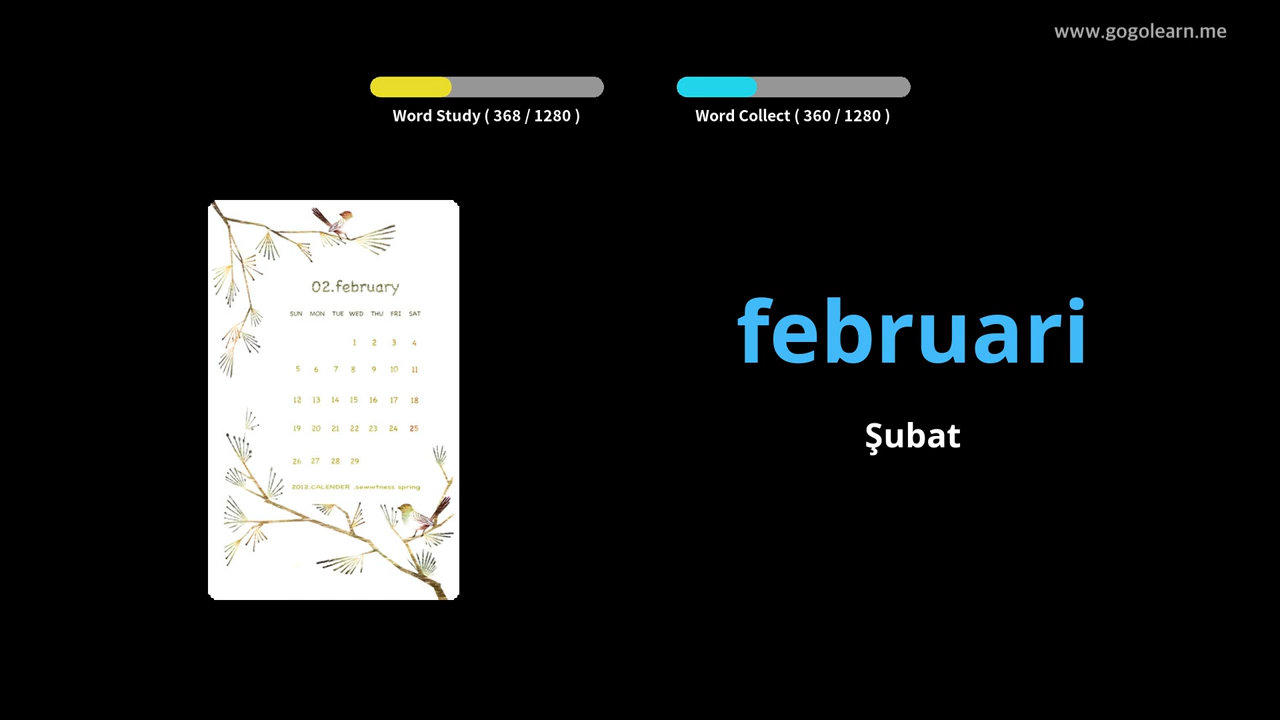 www.gogolearn.me
Word Study ( 368 / 1280 )
Word Collect ( 360 / 1280 )
02.february
SUN MON TUE WED THU FRI SAT
1 2 3 4
5 6 7 8 9 10 11
12 13 14 15 16 17 18
19 20 21 22 23 24 25
26 27 28 29
2012.CALENDER .sewwtness spring
februari
Şubat